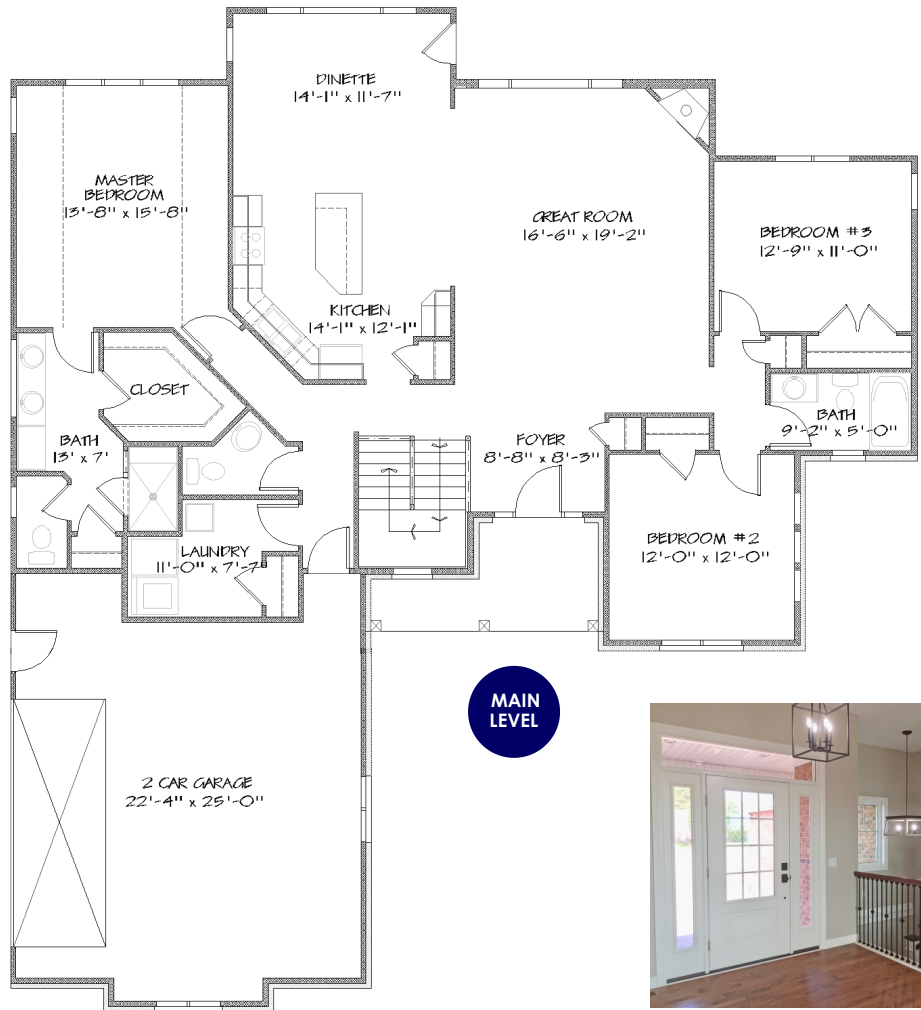 DINETTE
14'-1" x 11'-7"
MASTER
BEDROOM
13'-8" x 15'-8"
GREAT ROOM
16'-6" x 19'-2"
BEDROOM #3
12'-9" x 11'-0"
KITCHEN
14'-1" x 12'-1"
CLOSET
BATH
13' x 7'
BATH
9'-2" x 5'-0"
FOYER
8'-8" x 8'-3"
LAUNDRY
11'-0" x 7'-7
BEDROOM #2
12'-0" x 12'-0"
MAIN
LEVEL
2 CAR GARAGE
22'-4" x 25'-0"